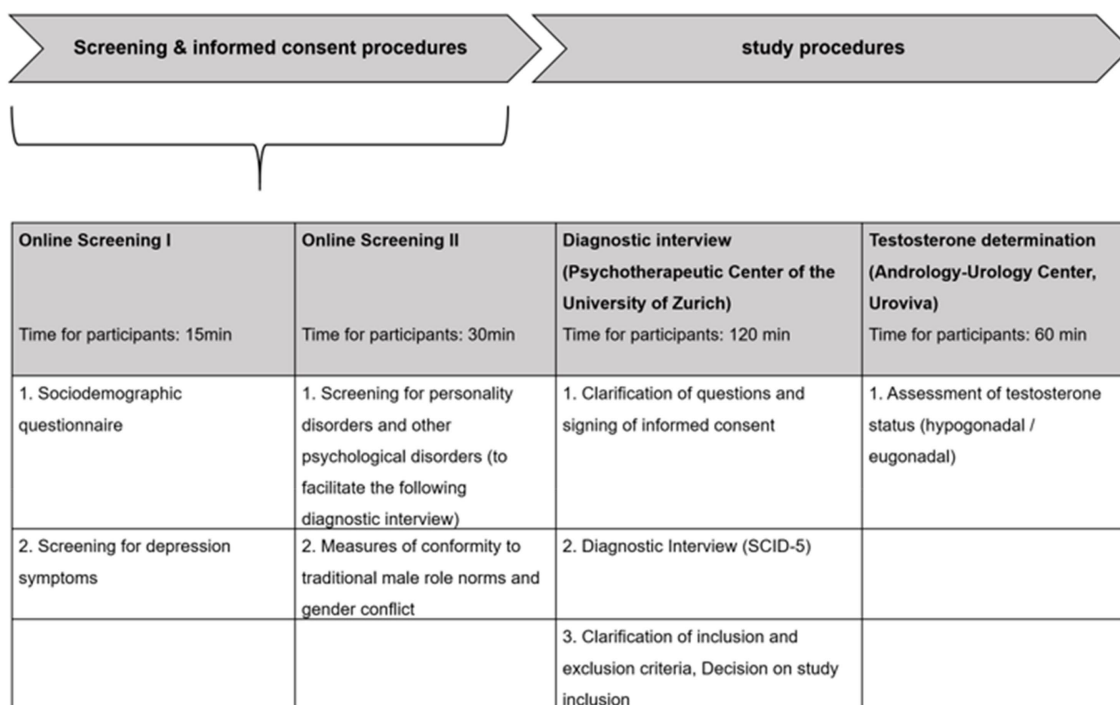 Screening & informed consent procedures
study procedures
Online Screening I
Time for participants: 15min
Online Screening II
Time for participants: 30min
Diagnostic interview
(Psychotherapeutic Center of the
University of Zurich)
Time for participants: 120 min
Testosterone determination
(Andrology-Urology Center,
Uroviva)
Time for participants: 60 min
1. Sociodemographic
questionnaire
1. Screening for personality
disorders and other
psychological disorders (to
facilitate the following
diagnostic interview)
1. Clarification of questions and
signing of informed consent
1. Assessment of testosterone
status (hypogonadal /
eugonadal)
2. Screening for depression
symptoms
2. Measures of conformity to
traditional male role norms and
gender conflict
2. Diagnostic Interview (SCID-5)
3. Clarification of inclusion and
exclusion criteria, Decision on study
inclusion